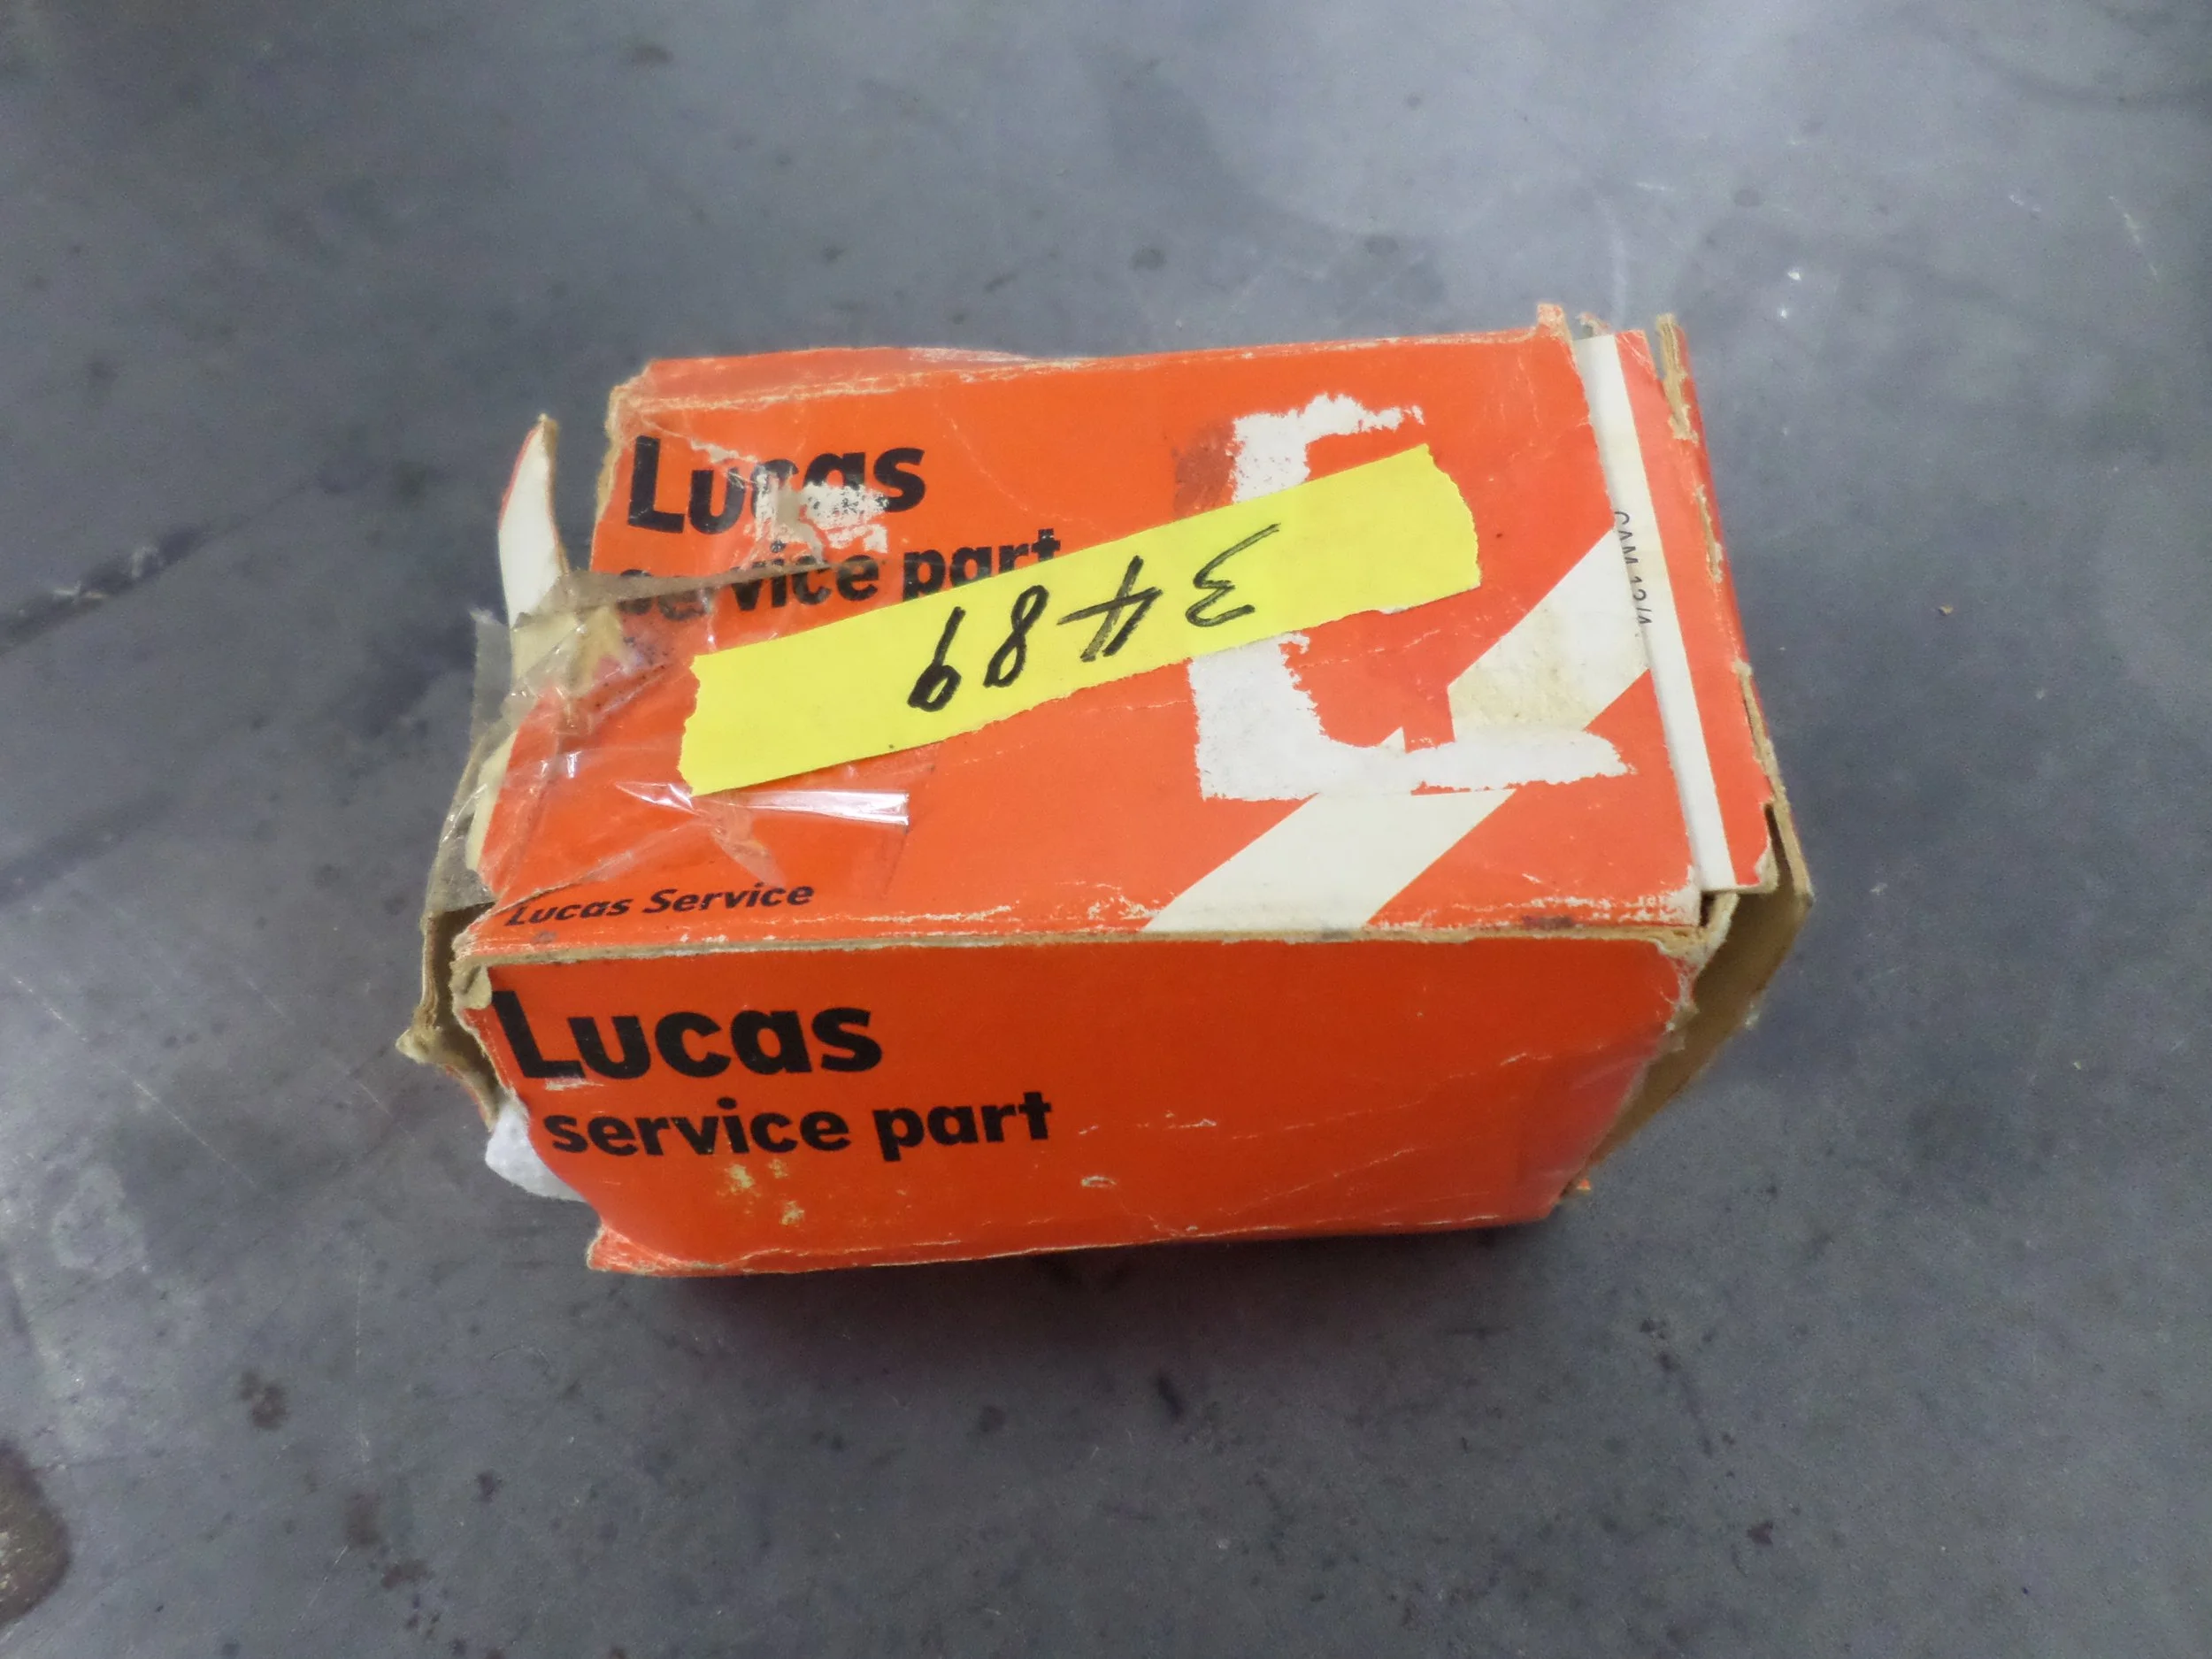 Lucas
service part
3489
Lucas Service
Lucas
service part